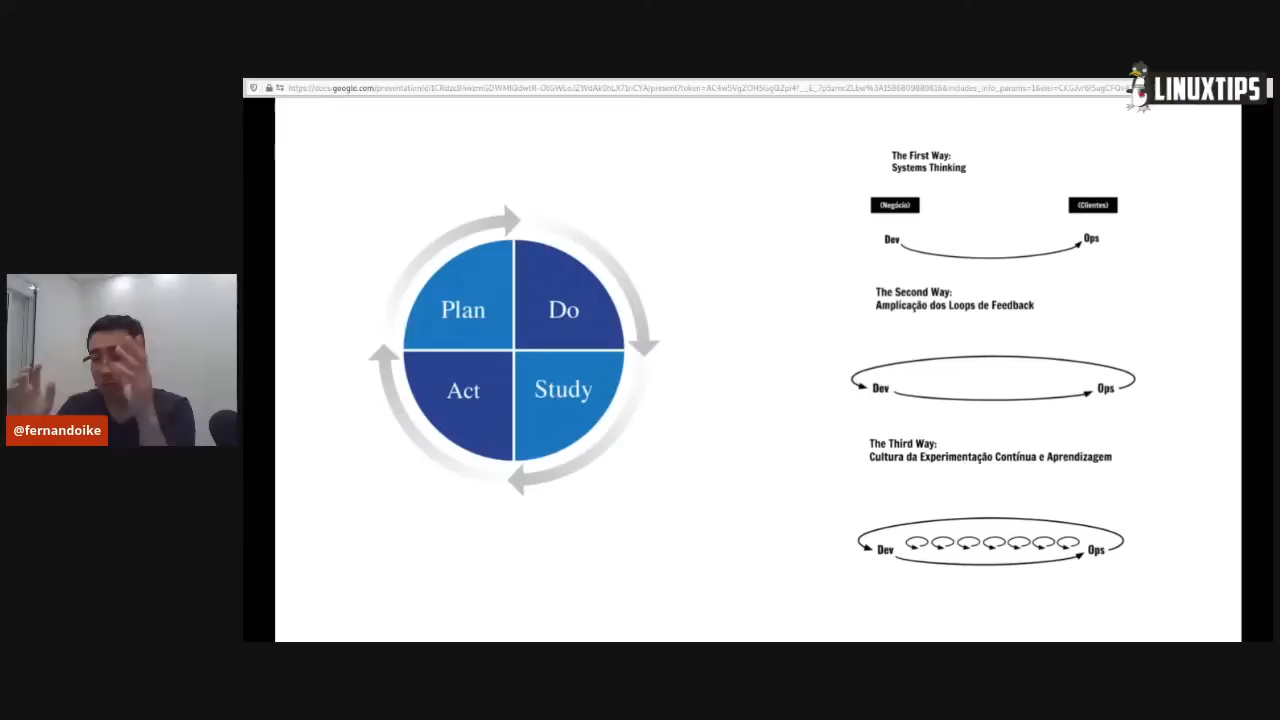 LINUXTIPS
The First Way:
Systems Thinking
(Negócio)
(Clientes)
Dev
Ops
The Second Way:
Amplicação dos Loops de Feedback
Dev
Ops
The Third Way:
Cultura da Experimentação Contínua e Aprendizagem
Dev
Ops
Plan
Do
Act
Study
@fernandoike